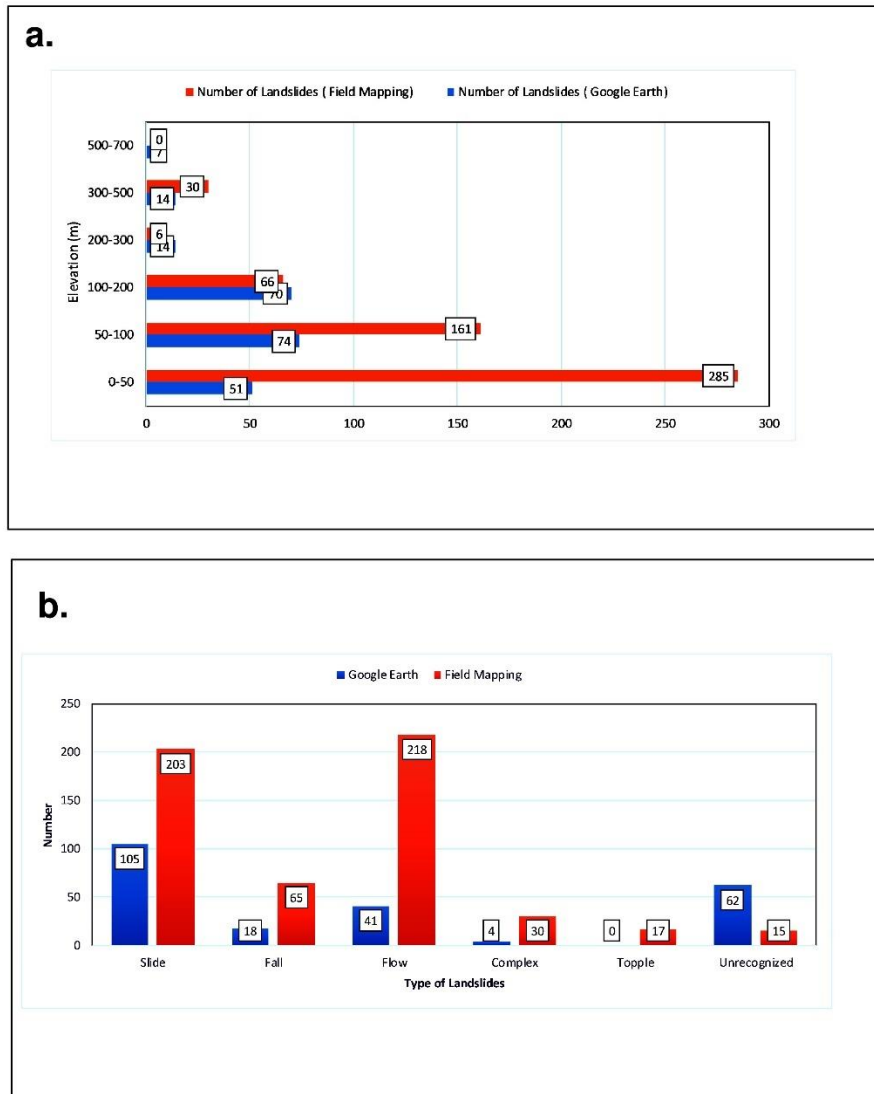 a.
Number of Landslides ( Field Mapping) Number of Landslides ( Google Earth)
500-700 0 7
300-500 30 14
200-300 6 14
100-200 66 70
50-100 161 74
0-50 285 51
Elevation (m)
0 50 100 150 200 250 300
b.
Google Earth Field Mapping
250
200
150
100
50
0
Number
105 203 18 65 41 218 4 30 0 17 62 15
Slide Fall Flow Complex Topple Unrecognized
Type of Landslides